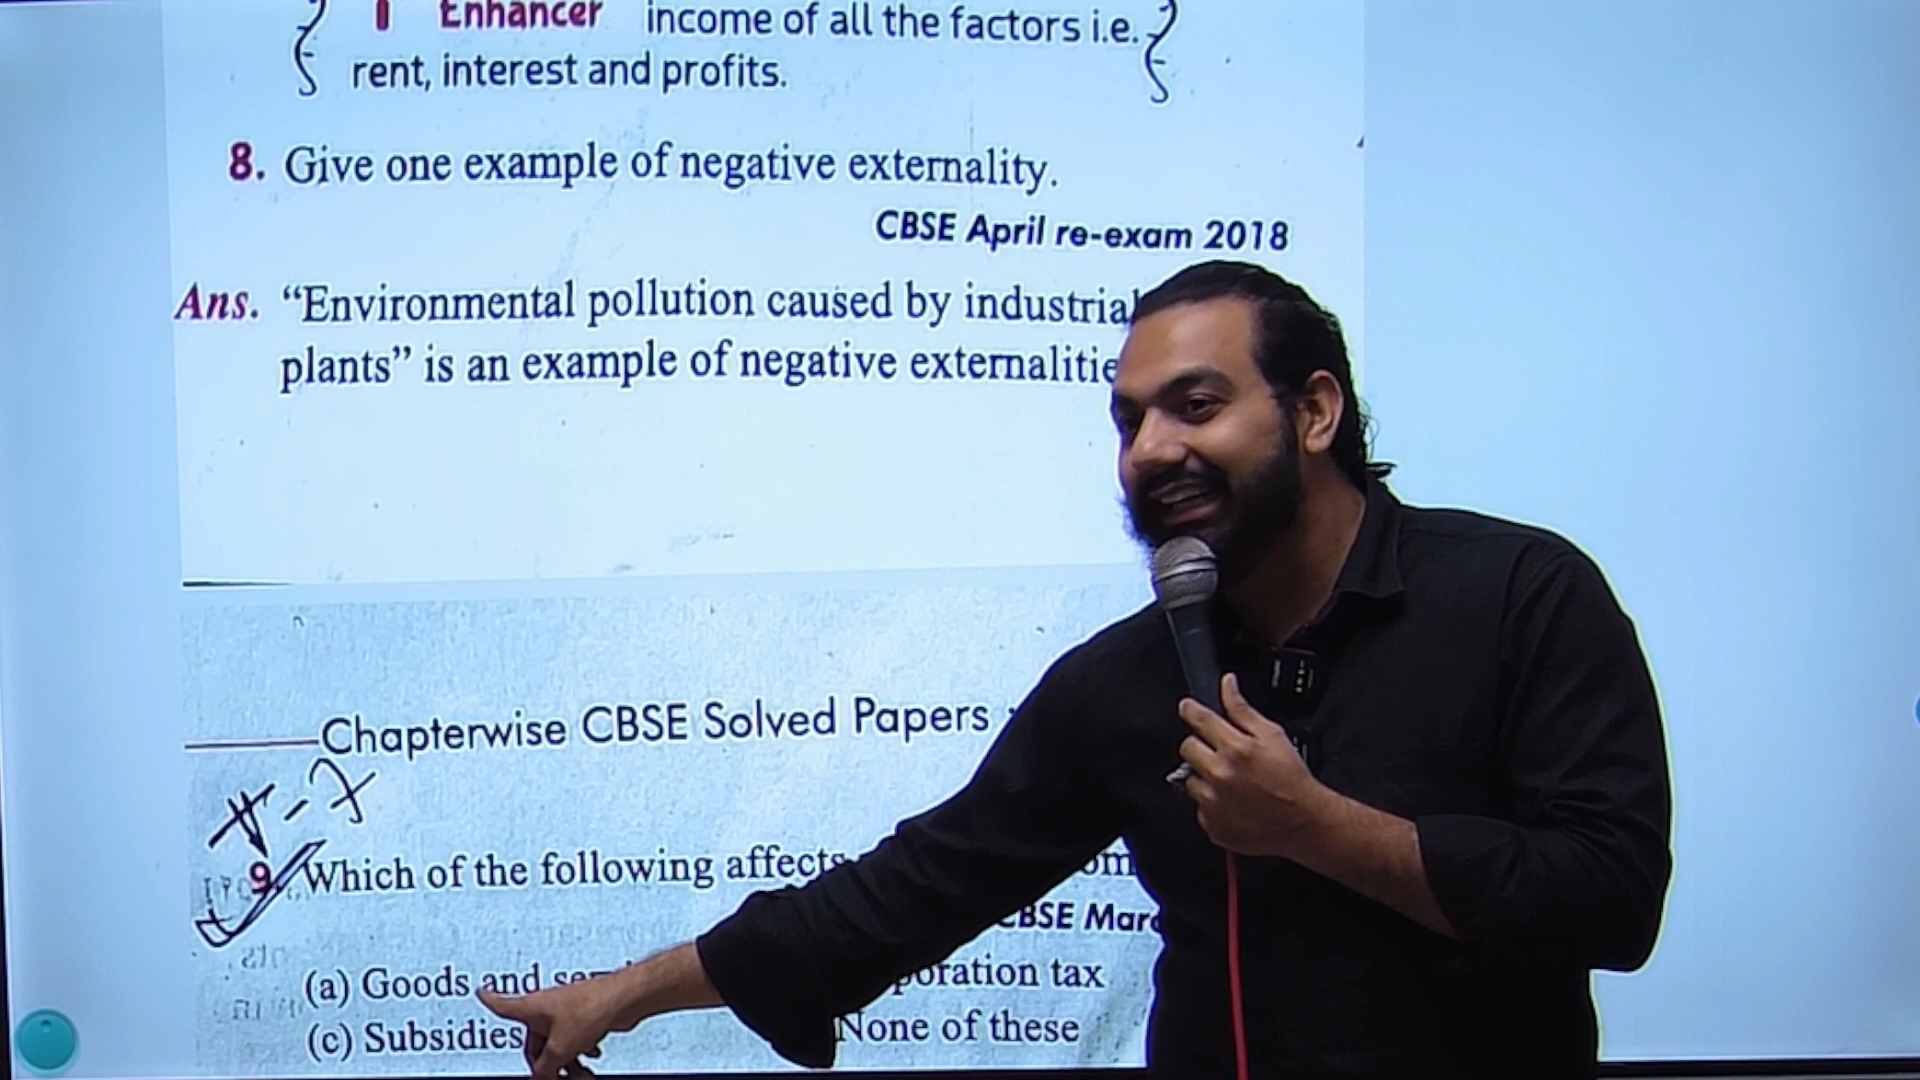 Enhancer income of all the factors i.e.
rent, interest and profits.
8. Give one example of negative externality.
CBSE April re-exam 2018
Ans. “Environmental pollution caused by industrial
plants” is an example of negative externalitie
Chapterwise CBSE Solved Papers
9. Which of the following affects
CBSE Marc
(a) Goods and poration tax
(c) Subsidies None of these